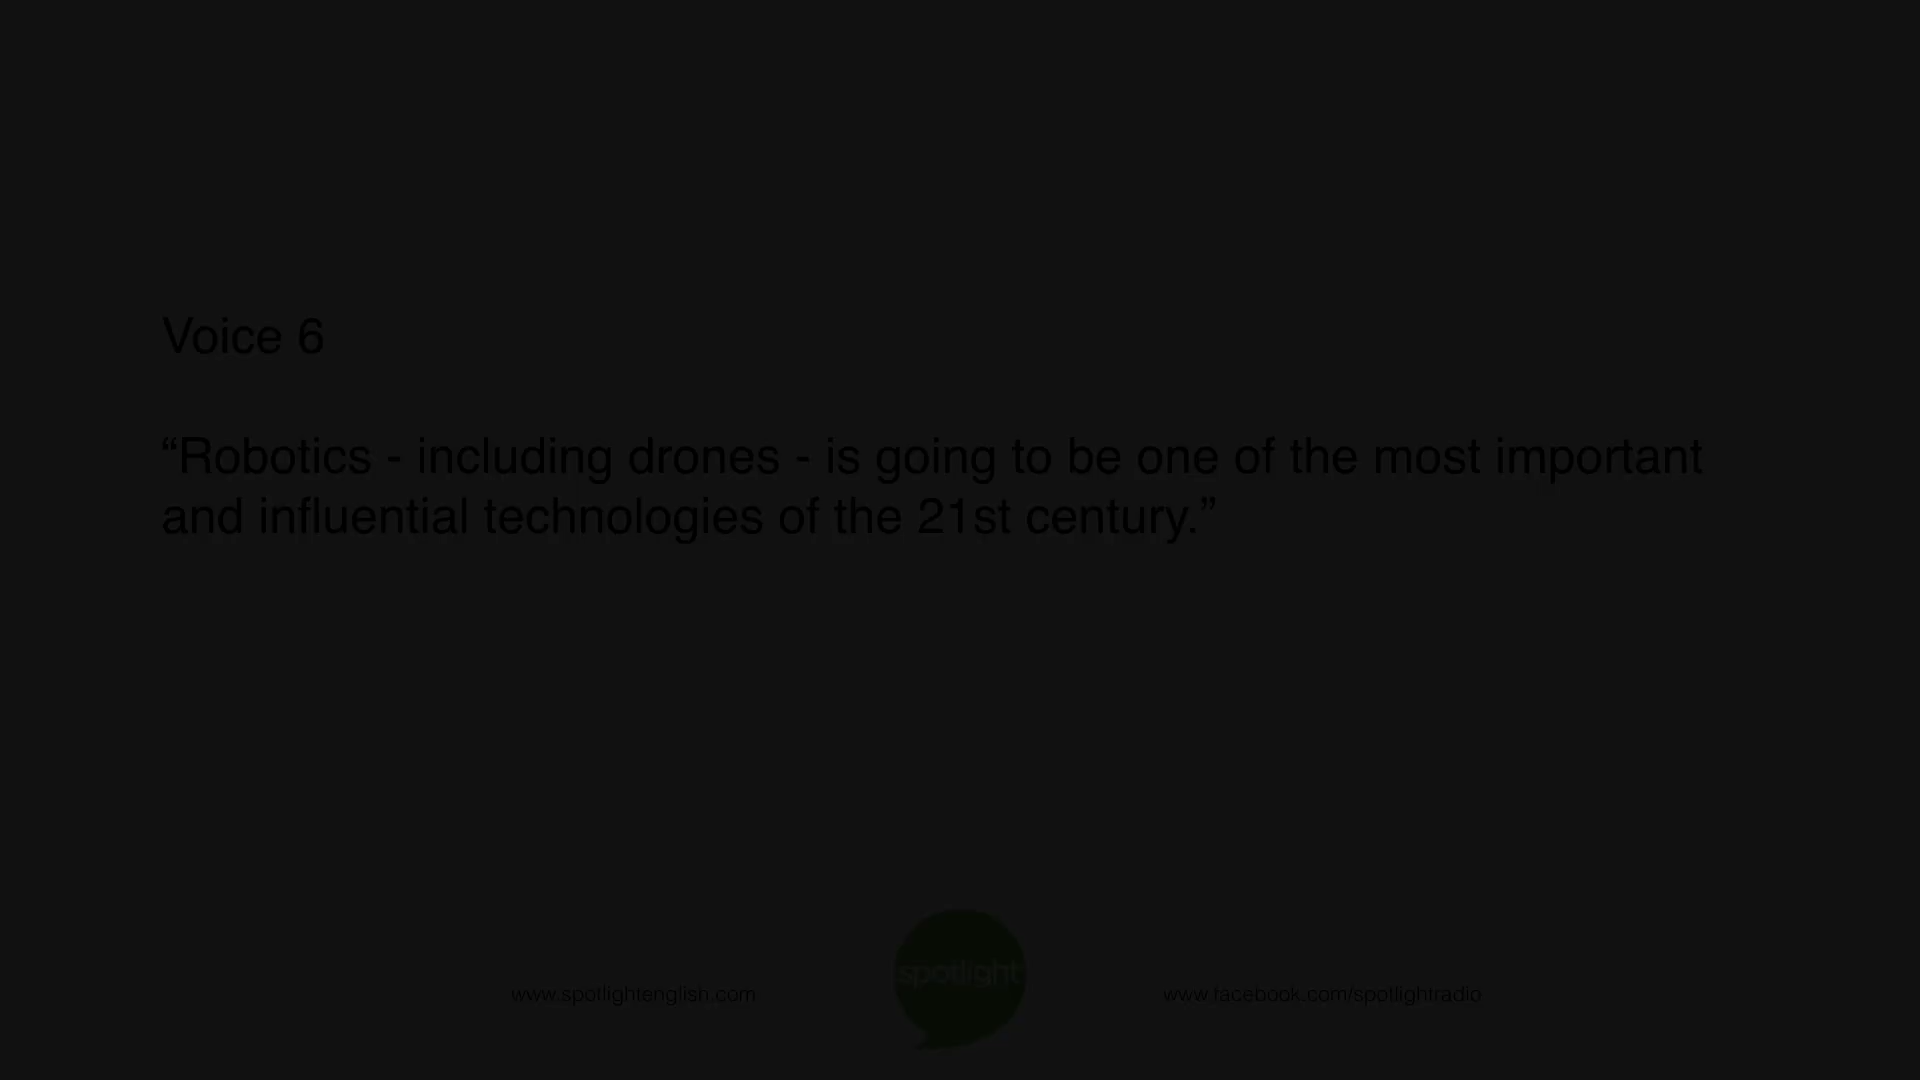 Voice 6
“Robotics - including drones - is going to be one of the most important
and influential technologies of the 21st century.”
spotlight
www.spotlightenglish.com
www.facebook.com/spotlightradio